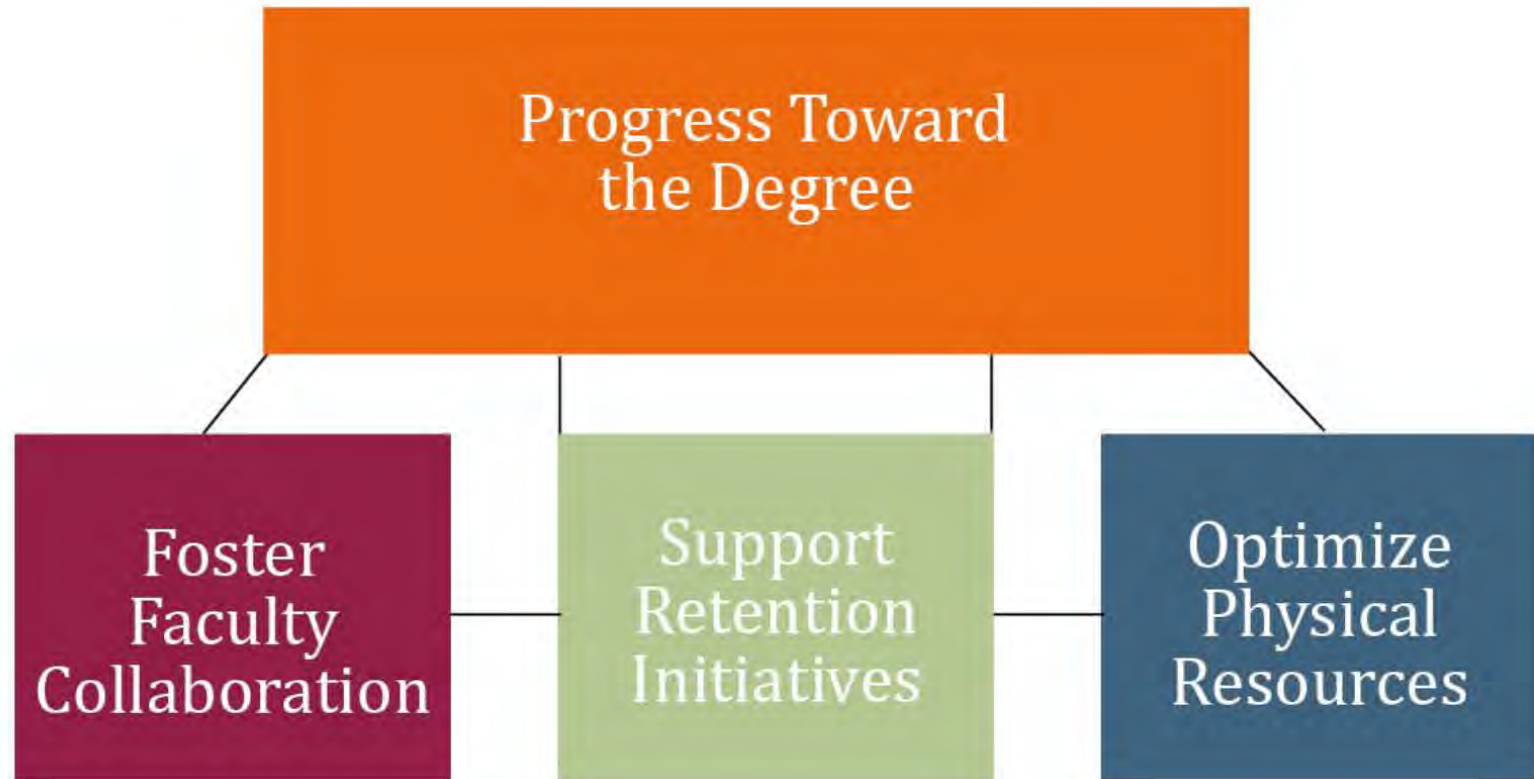 Progress Toward
the Degree
Foster
Faculty
Collaboration
Support
Retention
Initiatives
Optimize
Physical
Resources